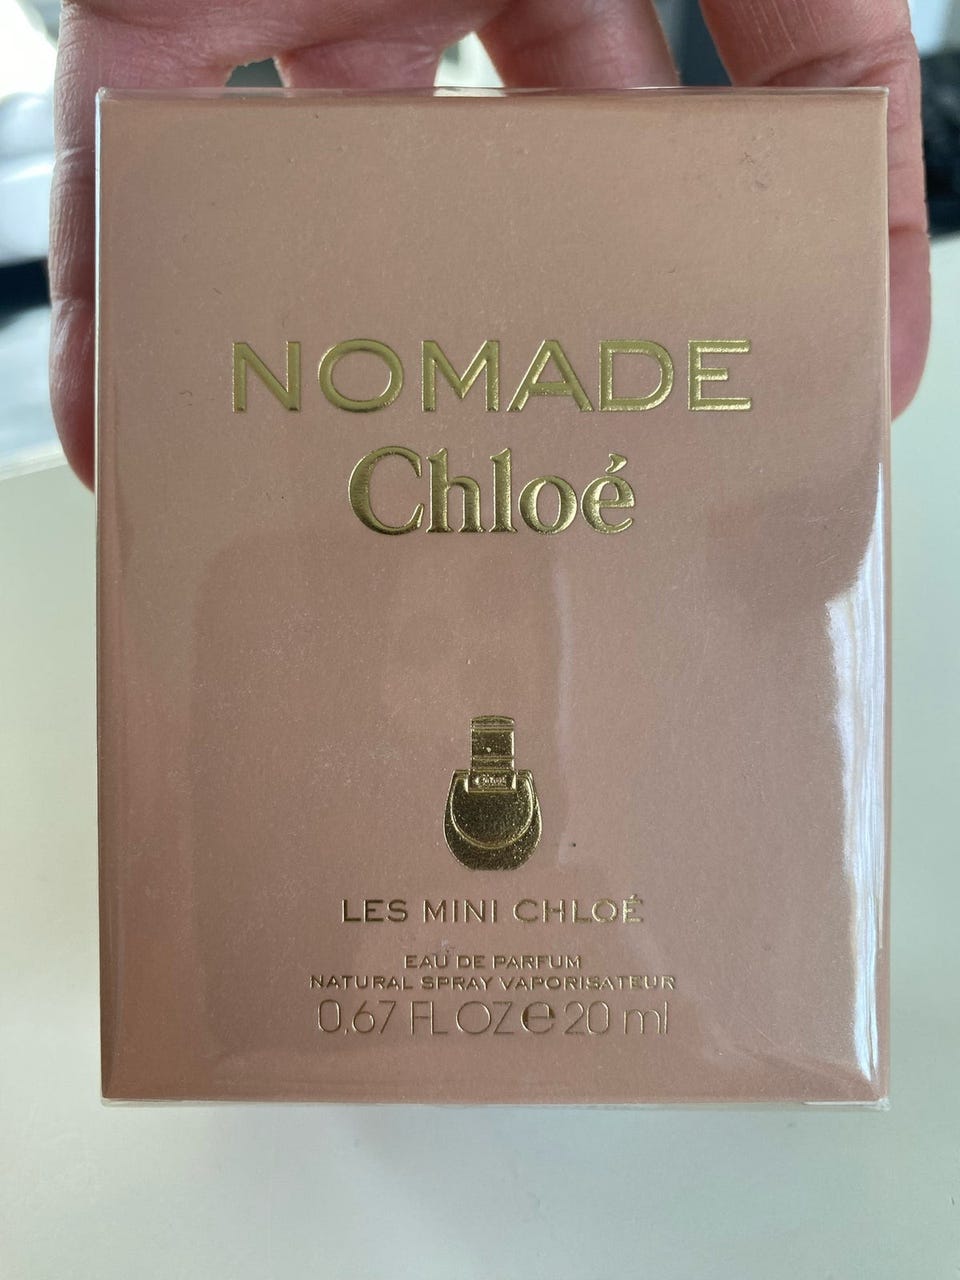 NOMADE
Chloé
LES MINI CHLOÉ
EAU DE PARFUM
NATURAL SPRAY VAPORISATEUR
0,67 FL OZ ℮ 20 ml